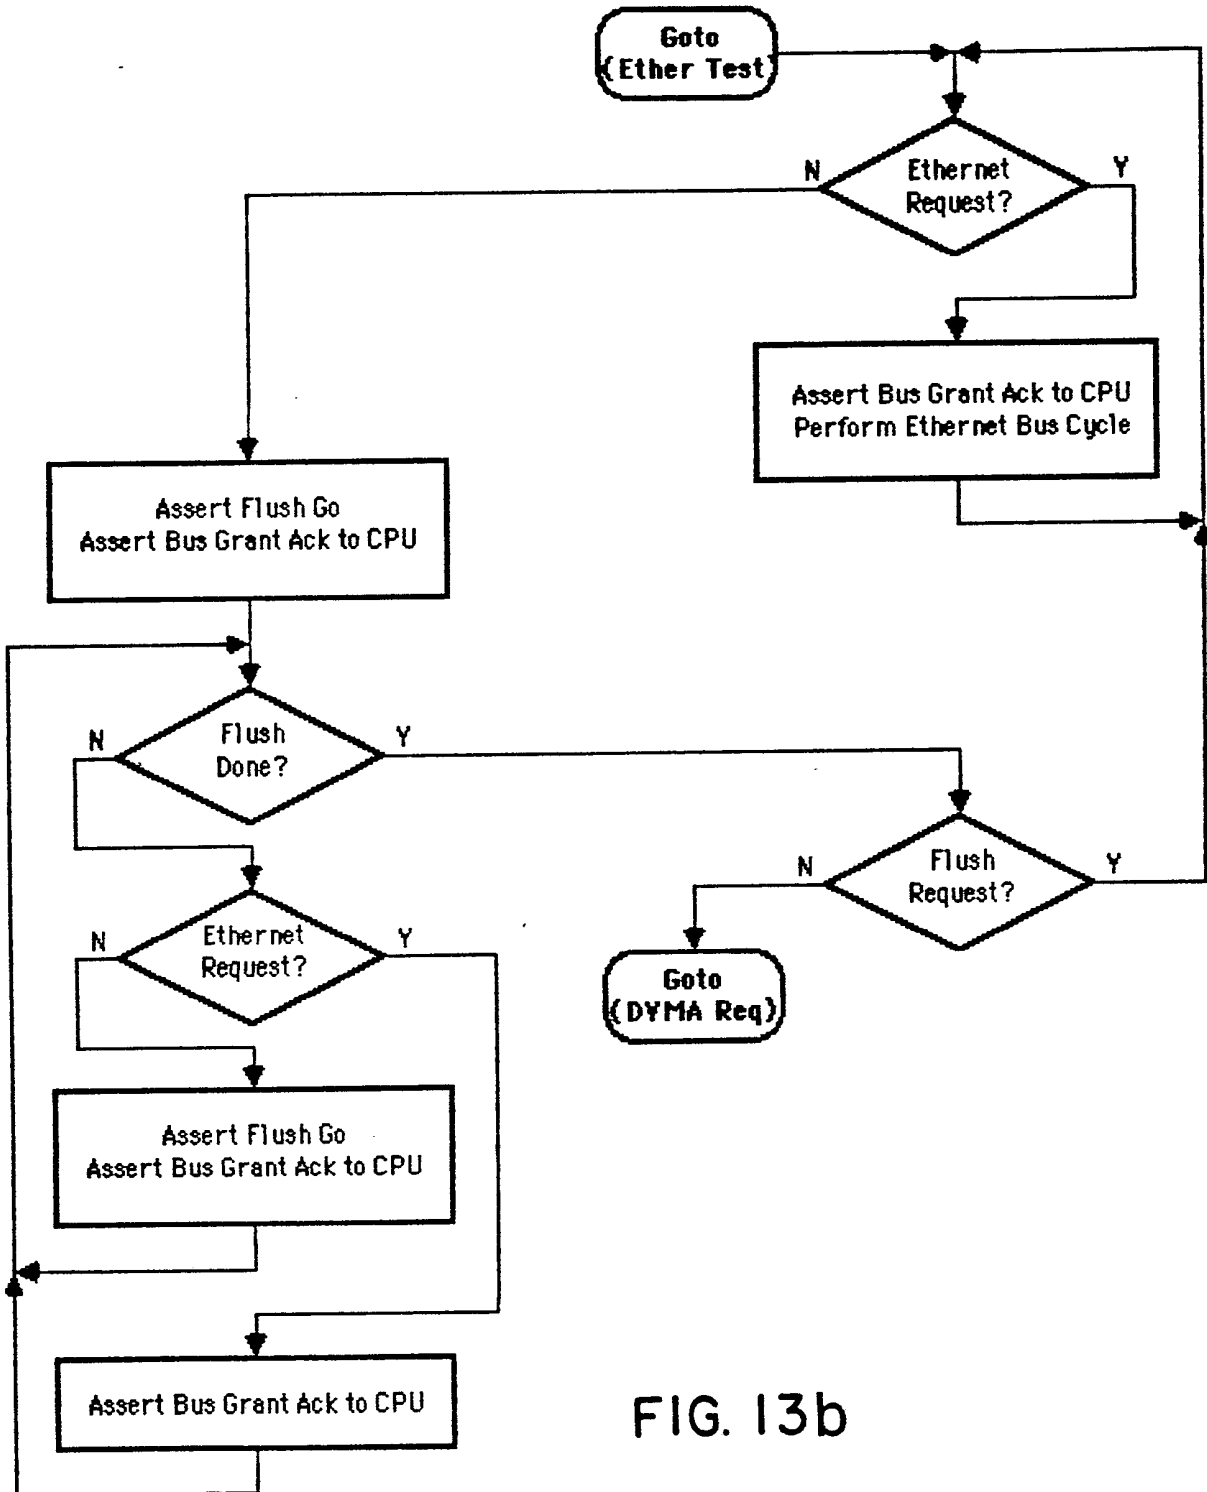 Goto
(Ether Test)
N
Ethernet
Request?
Y
Assert Bus Grant Ack to CPU
Perform Ethernet Bus Cycle
Assert Flush Go
Assert Bus Grant Ack to CPU
N
Flush
Done?
Y
N
Flush
Request?
Y
N
Ethernet
Request?
Y
Goto
(DYMA Req)
Assert Flush Go
Assert Bus Grant Ack to CPU
Assert Bus Grant Ack to CPU
FIG. 13b